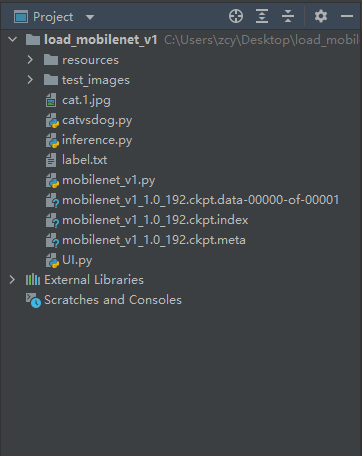 Project
load_mobilenet_v1 C:\Users\zcy\Desktop\load_mobil
resources
test_images
cat.1.jpg
catvsdog.py
inference.py
label.txt
mobilenet_v1.py
mobilenet_v1_1.0_192.ckpt.data-00000-of-00001
mobilenet_v1_1.0_192.ckpt.index
mobilenet_v1_1.0_192.ckpt.meta
UI.py
External Libraries
Scratches and Consoles